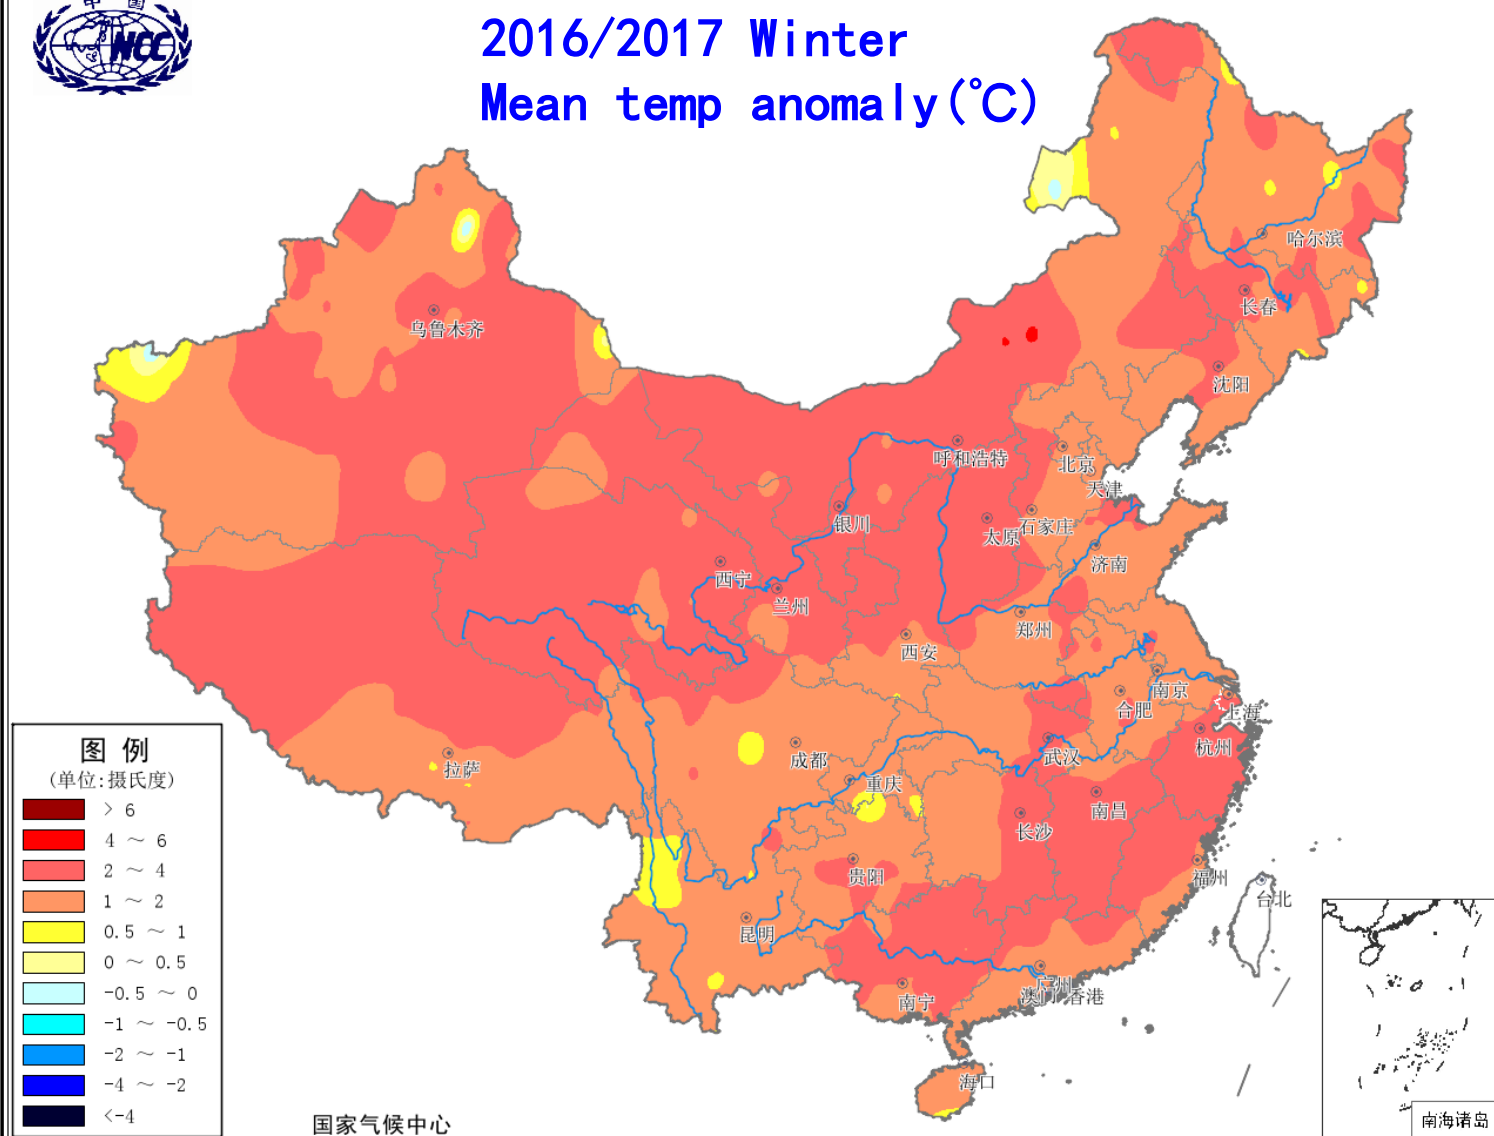 中 国
NCC
2016/2017 Winter
Mean temp anomaly(℃)
哈尔滨
长春
乌鲁木齐
沈阳
呼和浩特
北京
天津
银川
太原
石家庄
济南
西宁
兰州
郑州
西安
南京
合肥
上海
杭州
武汉
成都
拉萨
重庆
南昌
长沙
贵阳
福州
台北
昆明
广州
南宁
澳门
香港
海口
图 例
(单位:摄氏度)
> 6
4 ~ 6
2 ~ 4
1 ~ 2
0.5 ~ 1
0 ~ 0.5
-0.5 ~ 0
-1 ~ -0.5
-2 ~ -1
-4 ~ -2
<-4
国家气候中心
南海诸岛